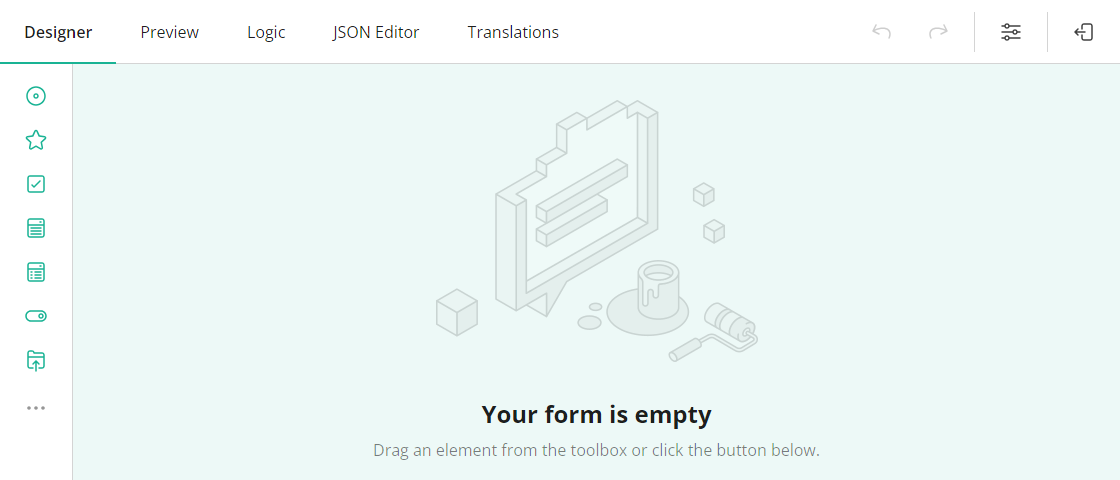 Designer Preview Logic JSON Editor Translations
Your form is empty
Drag an element from the toolbox or click the button below.